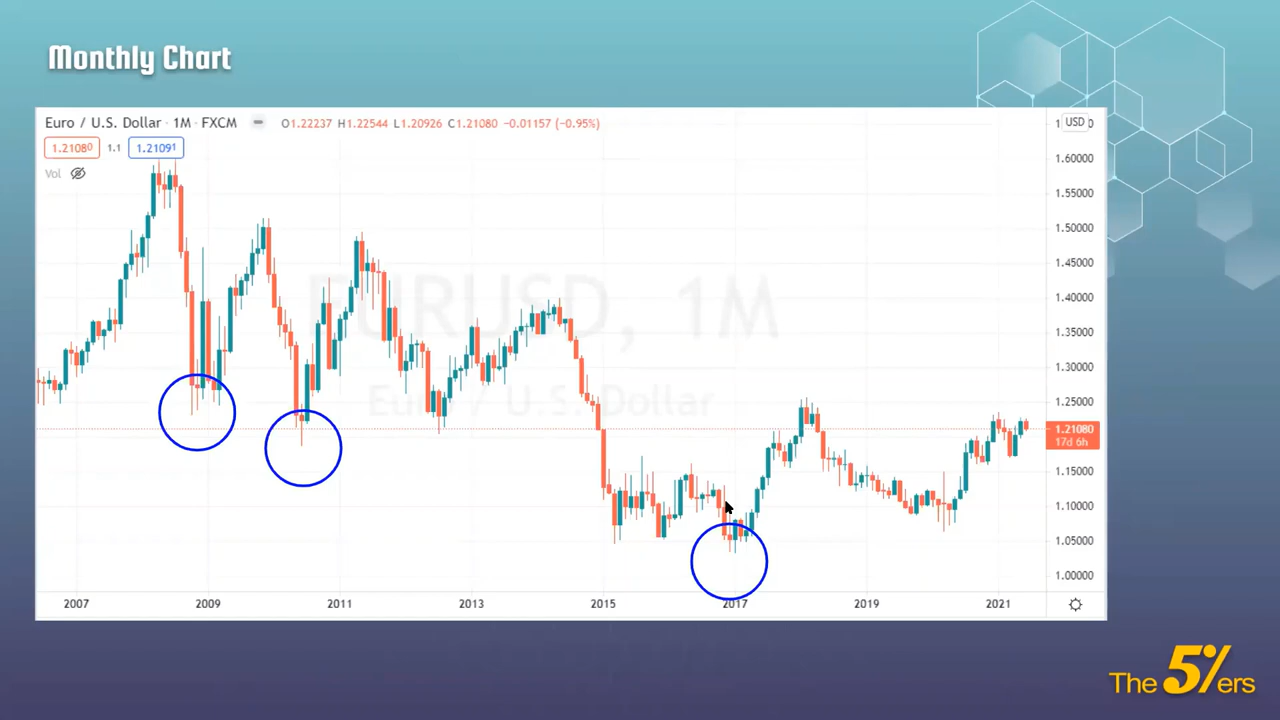 Monthly Chart
Euro / U.S. Dollar · 1M · FXCM O1.22237 H1.22544 L1.20926 C1.21080 -0.01157 (-0.95%)
USD
1.21080 1.1 1.21091
Vol
1.60000
1.55000
1.50000
1.45000
1.40000
1.35000
1.30000
1.25000
1.21080
17d 6h
1.15000
1.10000
1.05000
1.00000
EURUSD, 1M
Euro / U.S. Dollar
2007 2009 2011 2013 2015 2017 2019 2021
The 5%ers